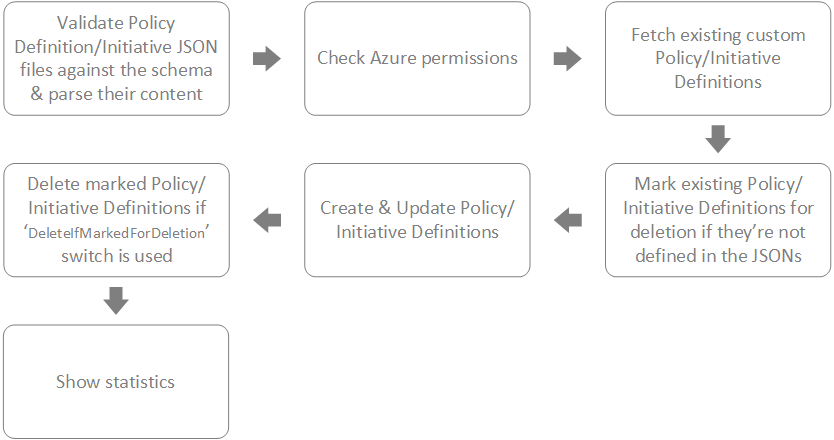 Validate Policy
Definition/Initiative JSON
files against the schema
& parse their content
Check Azure permissions
Fetch existing custom
Policy/Initiative
Definitions
Mark existing Policy/
Initiative Definitions for
deletion if they’re not
defined in the JSONs
Create & Update Policy/
Initiative Definitions
Delete marked Policy/
Initiative Definitions if
‘DeleteIfMarkedForDeletion’
switch is used
Show statistics